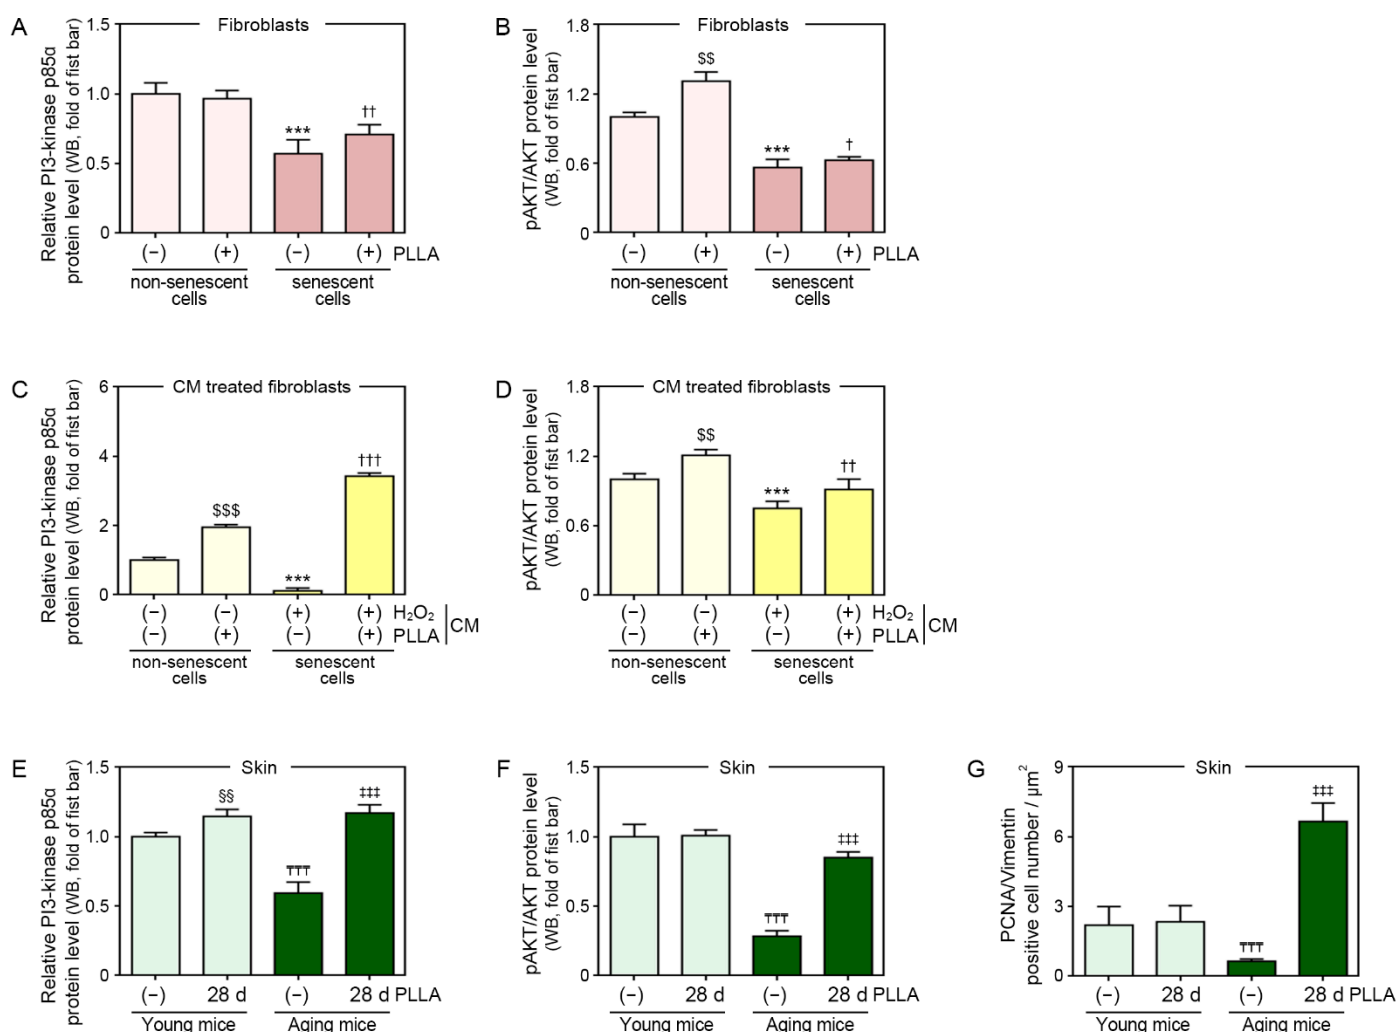 A
Fibroblasts
Relative PI3-kinase p85α
protein level (WB, fold of fist bar)
1.5
1.0
0.5
0
***
††
(−) (+) (−) (+) PLLA
non-senescent senescent
cells cells
B
Fibroblasts
pAKT/AKT protein level
(WB, fold of fist bar)
1.8
1.2
0.6
0
$$
***
†
(−) (+) (−) (+) PLLA
non-senescent senescent
cells cells
C
CM treated fibroblasts
Relative PI3-kinase p85α
protein level (WB, fold of fist bar)
6
4
2
0
$$$
***
†††
(−) (−) (+) (+) H₂O₂
(−) (+) (−) (+) PLLA
CM
non-senescent senescent
cells cells
D
CM treated fibroblasts
pAKT/AKT protein level
(WB, fold of fist bar)
1.8
1.2
0.6
0
$$
***
††
(−) (−) (+) (+) H₂O₂
(−) (+) (−) (+) PLLA
CM
non-senescent senescent
cells cells
E
Skin
Relative PI3-kinase p85α
protein level (WB, fold of fist bar)
1.5
1.0
0.5
0
§§
‡‡‡
(−) 28 d (−) 28 d PLLA
Young mice Aging mice
F
Skin
pAKT/AKT protein level
(WB, fold of fist bar)
1.5
1.0
0.5
0
‡‡‡
(−) 28 d (−) 28 d PLLA
Young mice Aging mice
G
Skin
PCNA/Vimentin
positive cell number / μm²
9
6
3
0
‡‡‡
(−) 28 d (−) 28 d PLLA
Young mice Aging mice